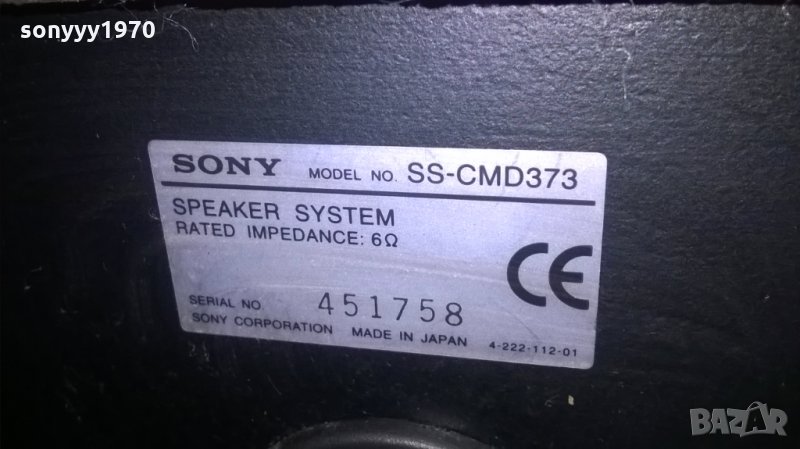 sonyyy1970
SONY MODEL NO. SS-CMD373
SPEAKER SYSTEM
RATED IMPEDANCE: 6Ω
CE
SERIAL NO 451758
SONY CORPORATION MADE IN JAPAN 4-222-112-01
BAZAR